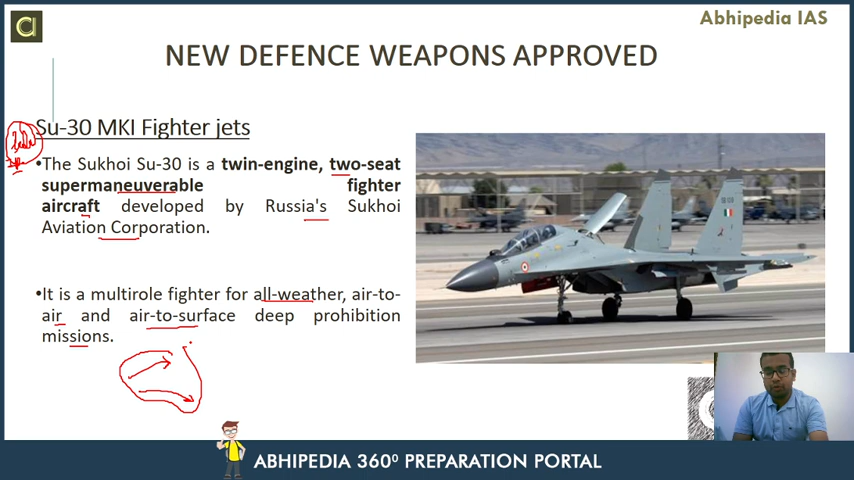 Abhipedia IAS
NEW DEFENCE WEAPONS APPROVED
Su-30 MKI Fighter jets
•The Sukhoi Su-30 is a twin-engine, two-seat
supermaneuverable fighter
aircraft developed by Russia's Sukhoi
Aviation Corporation.
•It is a multirole fighter for all-weather, air-to-
air and air-to-surface deep prohibition
missions.
ABHIPEDIA 360⁰ PREPARATION PORTAL